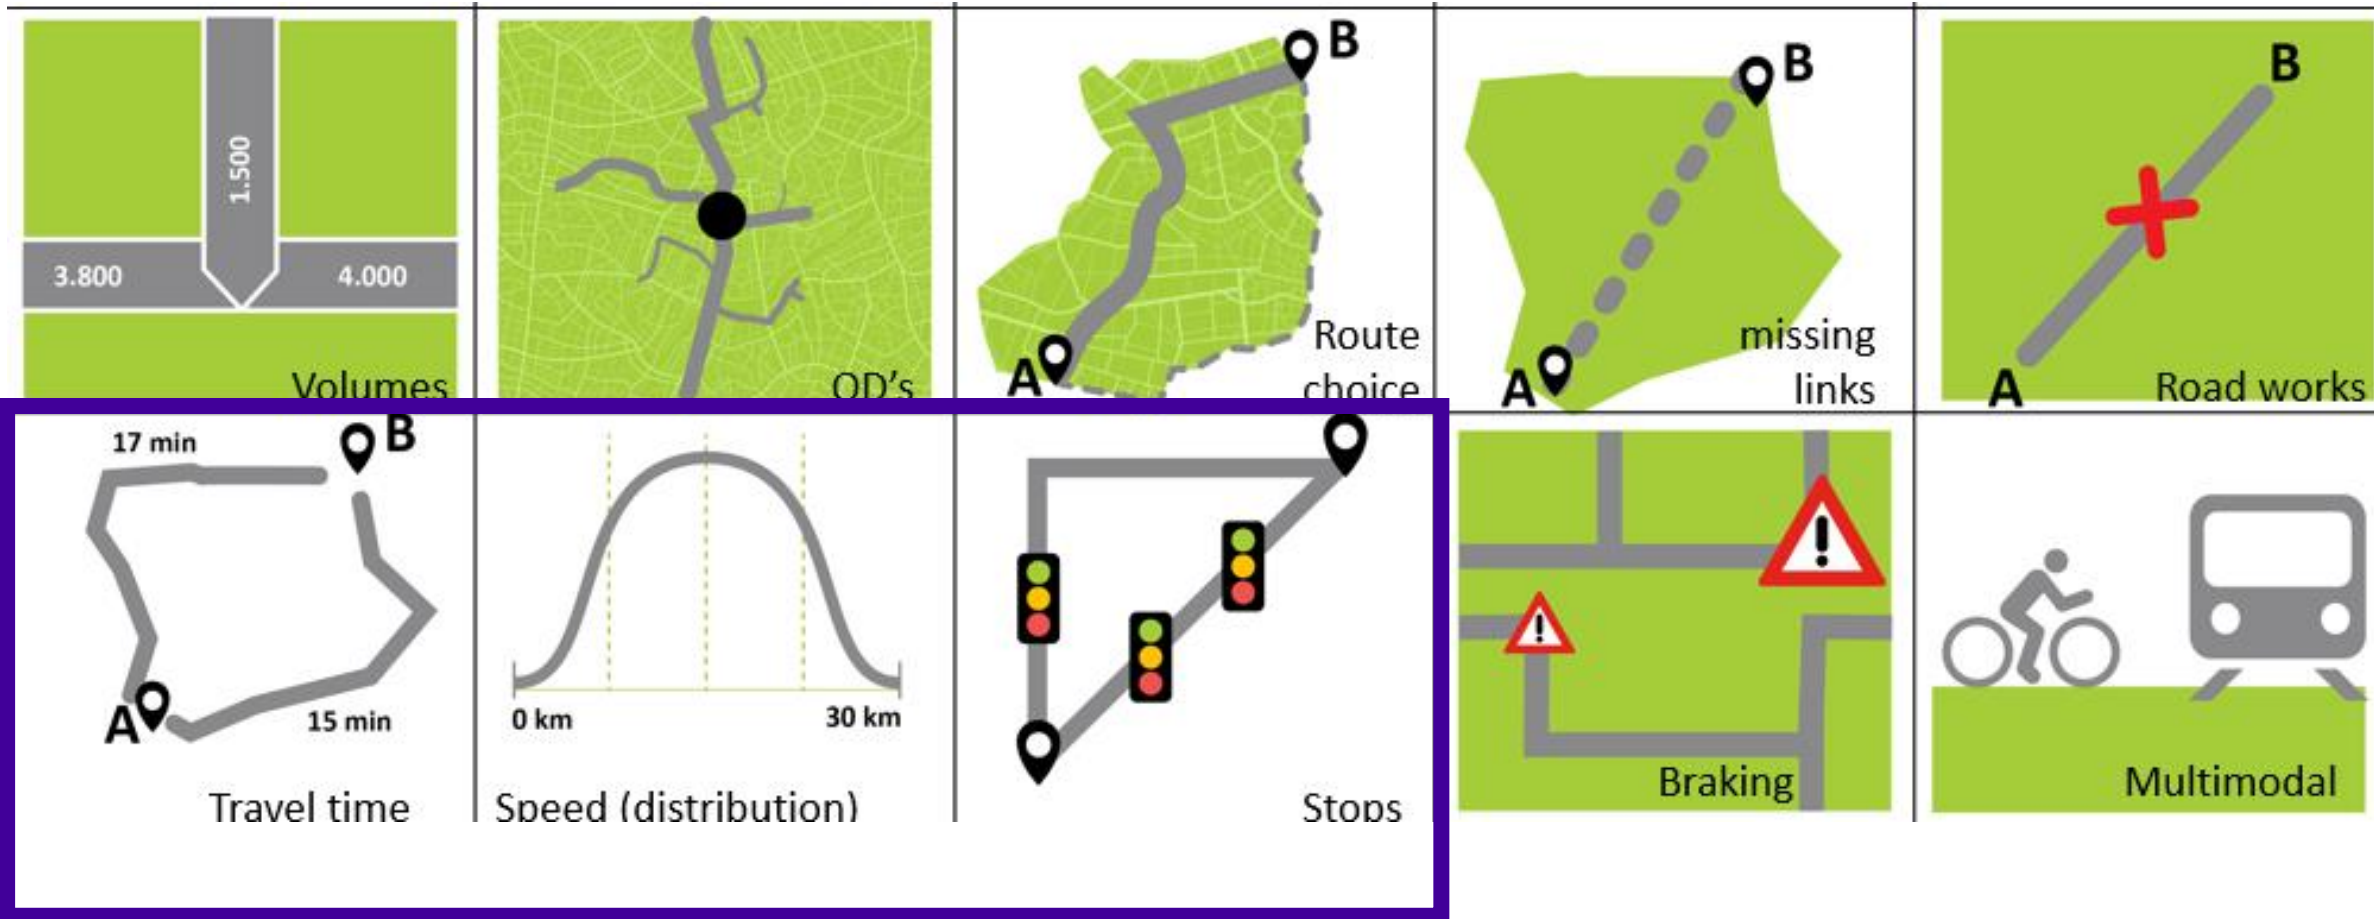 1.500
3.800
4.000
Volumes
OD's
B
A
Route
choice
B
A
missing
links
B
A
Road works
17 min
B
A
15 min
Travel time
0 km
30 km
Speed (distribution)
Stops
!
!
Braking
Multimodal